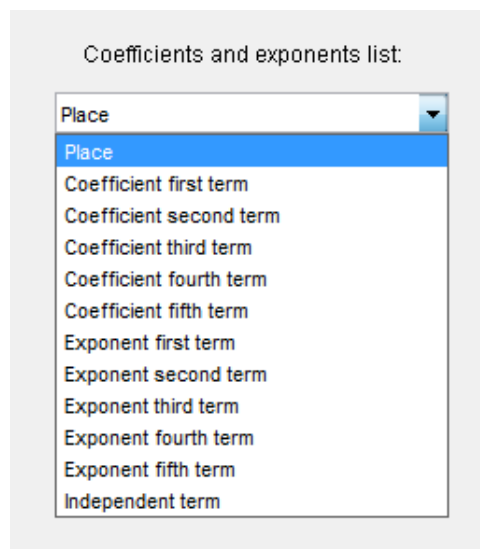 Coefficients and exponents list:
Place
Place
Coefficient first term
Coefficient second term
Coefficient third term
Coefficient fourth term
Coefficient fifth term
Exponent first term
Exponent second term
Exponent third term
Exponent fourth term
Exponent fifth term
Independent term